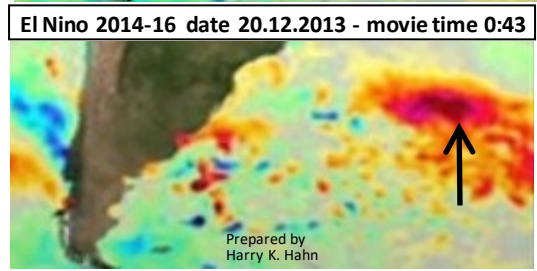 El Nino 2014-16 date 20.12.2013 - movie time 0:43
Prepared by
Harry K. Hahn